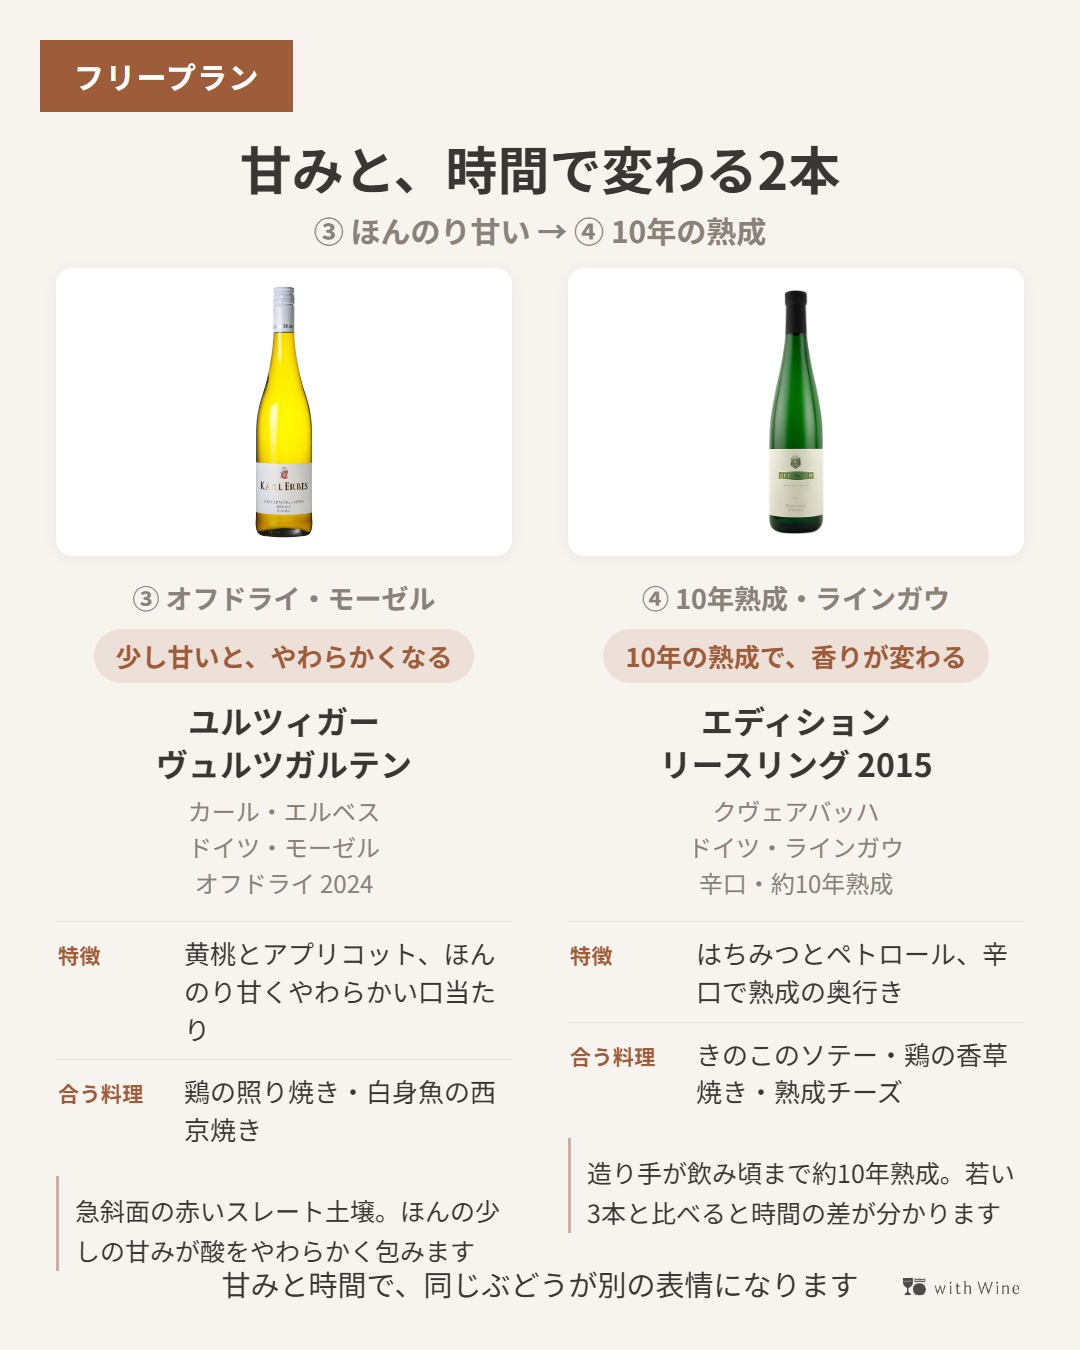 フリープラン
甘みと、時間で変わる2本
③ ほんのり甘い → ④ 10年の熟成
KARL ERBES
③ オフドライ・モーゼル
少し甘いと、やわらかくなる
ユルツィガー
ヴュルツガルテン
カール・エルベス
ドイツ・モーゼル
オフドライ 2024
特徴
黄桃とアプリコット、ほん
のり甘くやわらかい口当た
り
合う料理
鶏の照り焼き・白身魚の西
京焼き
急斜面の赤いスレート土壌。ほんの少
しの甘みが酸をやわらかく包みます
④ 10年熟成・ラインガウ
10年の熟成で、香りが変わる
エディション
リースリング 2015
クヴェアバッハ
ドイツ・ラインガウ
辛口・約10年熟成
特徴
はちみつとペトロール、辛
口で熟成の奥行き
合う料理
きのこのソテー・鶏の香草
焼き・熟成チーズ
造り手が飲み頃まで約10年熟成。若い
3本と比べると時間の差が分かります
甘みと時間で、同じぶどうが別の表情になります
with Wine